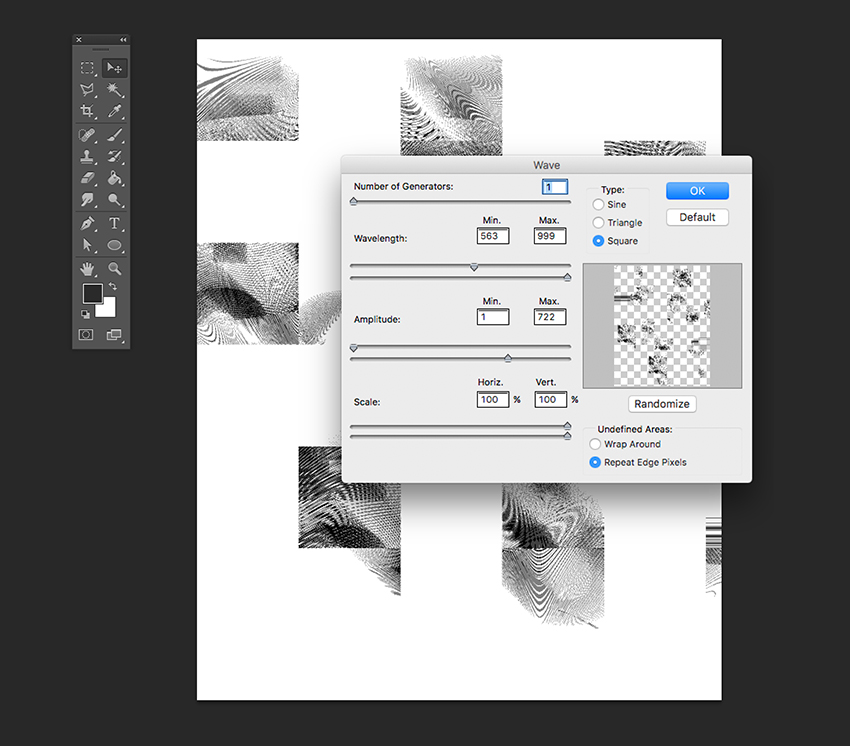 Wave
Number of Generators: 1
Min. Max.
Wavelength: 563 999
Min. Max.
Amplitude: 1 722
Horiz. Vert.
Scale: 100 % 100 %
Type:
Sine
Triangle
Square
OK
Default
Randomize
Undefined Areas:
Wrap Around
Repeat Edge Pixels